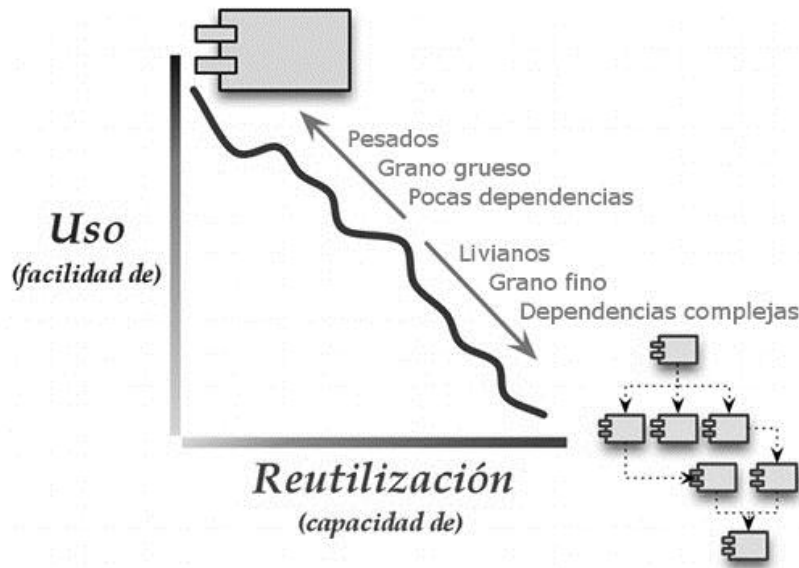 Pesados
Grano grueso
Pocas dependencias
Uso
(facilidad de)
Livianos
Grano fino
Dependencias complejas
Reutilización
(capacidad de)